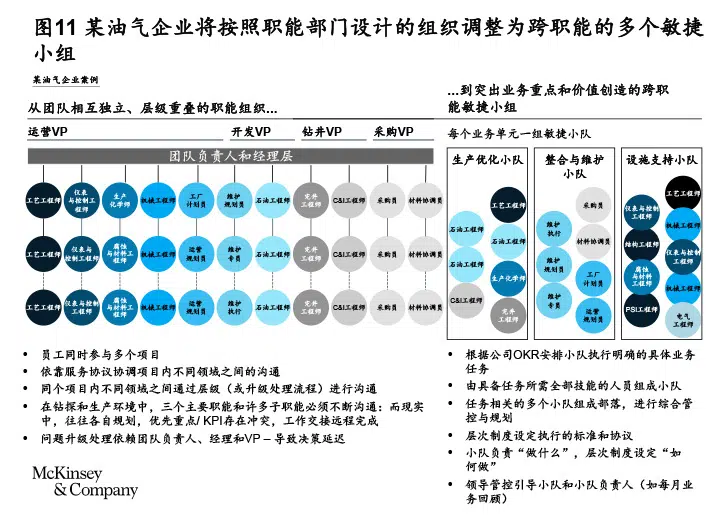 图11 某油气企业将按照职能部门设计的组织调整为跨职能的多个敏捷
小组
某油气企业案例
从团队相互独立、层级重叠的职能组织...
运营VP
开发VP
钻井VP
采购VP
团队负责人和经理层
工艺工程师
仪表
与控制工
程师
生产
化学师
机械工程师
工厂
计划员
维护
规划员
石油工程师
完井
工程师
C&I工程师
采购员
材料协调员
工艺工程师
仪表与
控制工程师
腐蚀
与材料工
程师
机械工程师
运营
规划员
维护
专员
石油工程师
完井
工程师
C&I工程师
采购员
材料协调员
工艺工程师
仪表与控制
工程师
腐蚀
与材料工
程师
机械工程师
运营
规划员
维护
执行
石油工程师
完井
工程师
C&I工程师
采购员
材料协调员
• 员工同时参与多个项目
• 依靠服务协议协调项目内不同领域之间的沟通
• 同个项目内不同领域之间通过层级（或升级处理流程）进行沟通
• 在钻探和生产环境中，三个主要职能和许多子职能必须不断沟通；而现实
中，往往各自规划，优先重点/ KPI存在冲突，工作交接远程完成
• 问题升级处理依赖团队负责人、经理和VP – 导致决策延迟
...到突出业务重点和价值创造的跨职
能敏捷小组
每个业务单元一组敏捷小队
生产优化小队
工艺工程师
石油工程师
石油工程师
石油工程师
生产化学师
C&I工程师
完井
工程师
整合与维护
小队
采购员
维护
执行
材料协调员
维护
规划员
工厂
计划员
维护
专员
运营
规划员
设施支持小队
工艺工程师
仪表与控制
工程师
机械工程师
结构工程师
仪表与控制
工程师
腐蚀
与材料
工程师
机械工程师
PSI工程师
电气
工程师
• 根据公司OKR安排小队执行明确的具体业务
任务
• 由具备任务所需全部技能的人员组成小队
• 任务相关的多个小队组成部落，进行综合管
控与规划
• 层次制度设定执行的标准和协议
• 小队负责“做什么”，层次制度设定“如
何做”
• 领导管控引导小队和小队负责人（如每月业
务回顾）
McKinsey
& Company